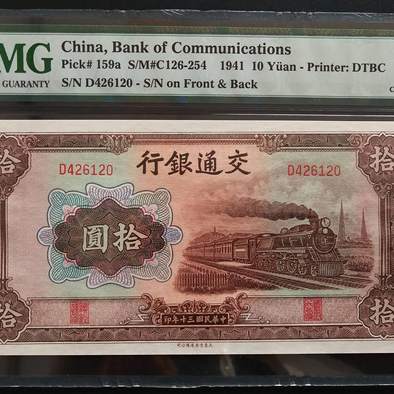 MG
GUARANTY
China, Bank of Communications
Pick# 159a S/M#C126-254 1941 10 Yüan - Printer: DTBC
S/N D426120 - S/N on Front & Back
拾
拾
行銀通交
D426120
D426120
圓拾
拾
拾
印年十三國民華中